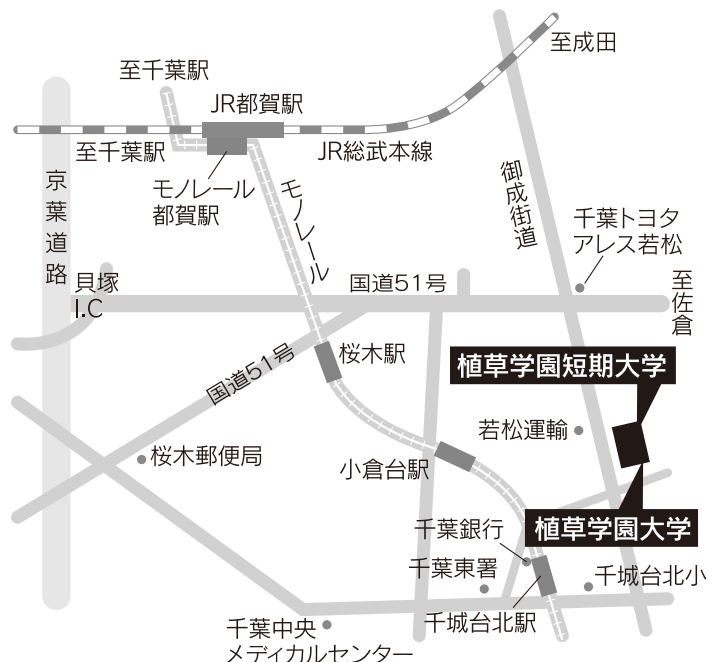 至成田
至千葉駅
JR都賀駅
至千葉駅
JR総武本線
モノレール
都賀駅
モノレール
御成街道
京葉道路
千葉トヨタ
アレス若松
貝塚
I.C
国道51号
至佐倉
国道51号
桜木駅
植草学園短期大学
若松運輸
桜木郵便局
小倉台駅
植草学園大学
千葉銀行
千葉東署
千城台北小
千城台北駅
千葉中央
メディカルセンター